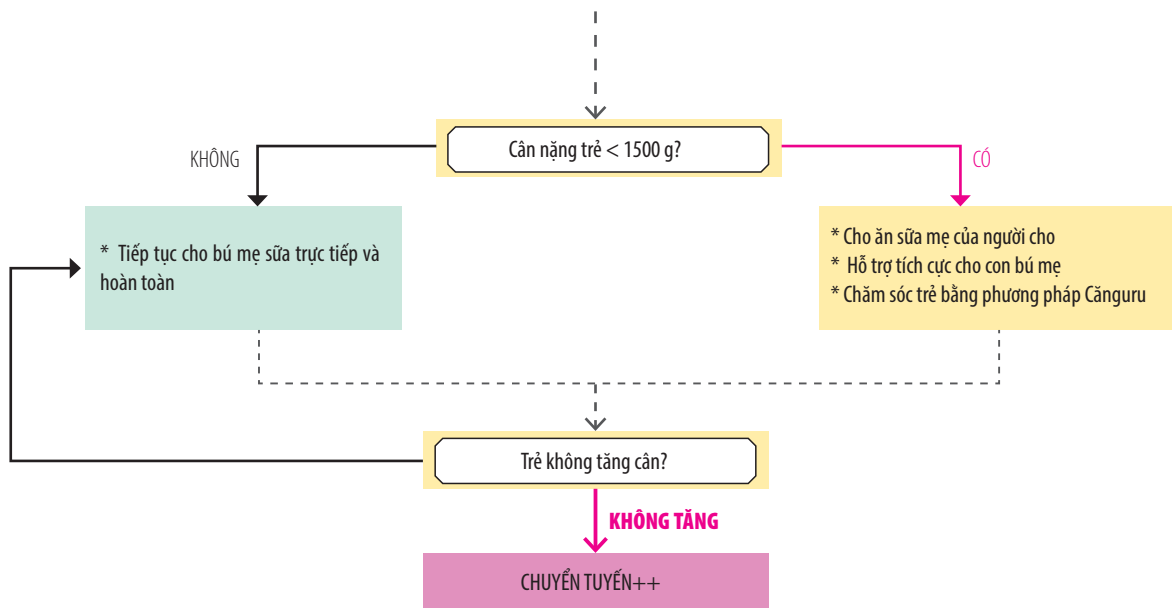 Cân nặng trẻ < 1500 g?
KHÔNG
CÓ
* Tiếp tục cho bú mẹ sữa trực tiếp và
hoàn toàn
* Cho ăn sữa mẹ của người cho
* Hỗ trợ tích cực cho con bú mẹ
* Chăm sóc trẻ bằng phương pháp Cănguru
Trẻ không tăng cân?
KHÔNG TĂNG
CHUYỂN TUYẾN++